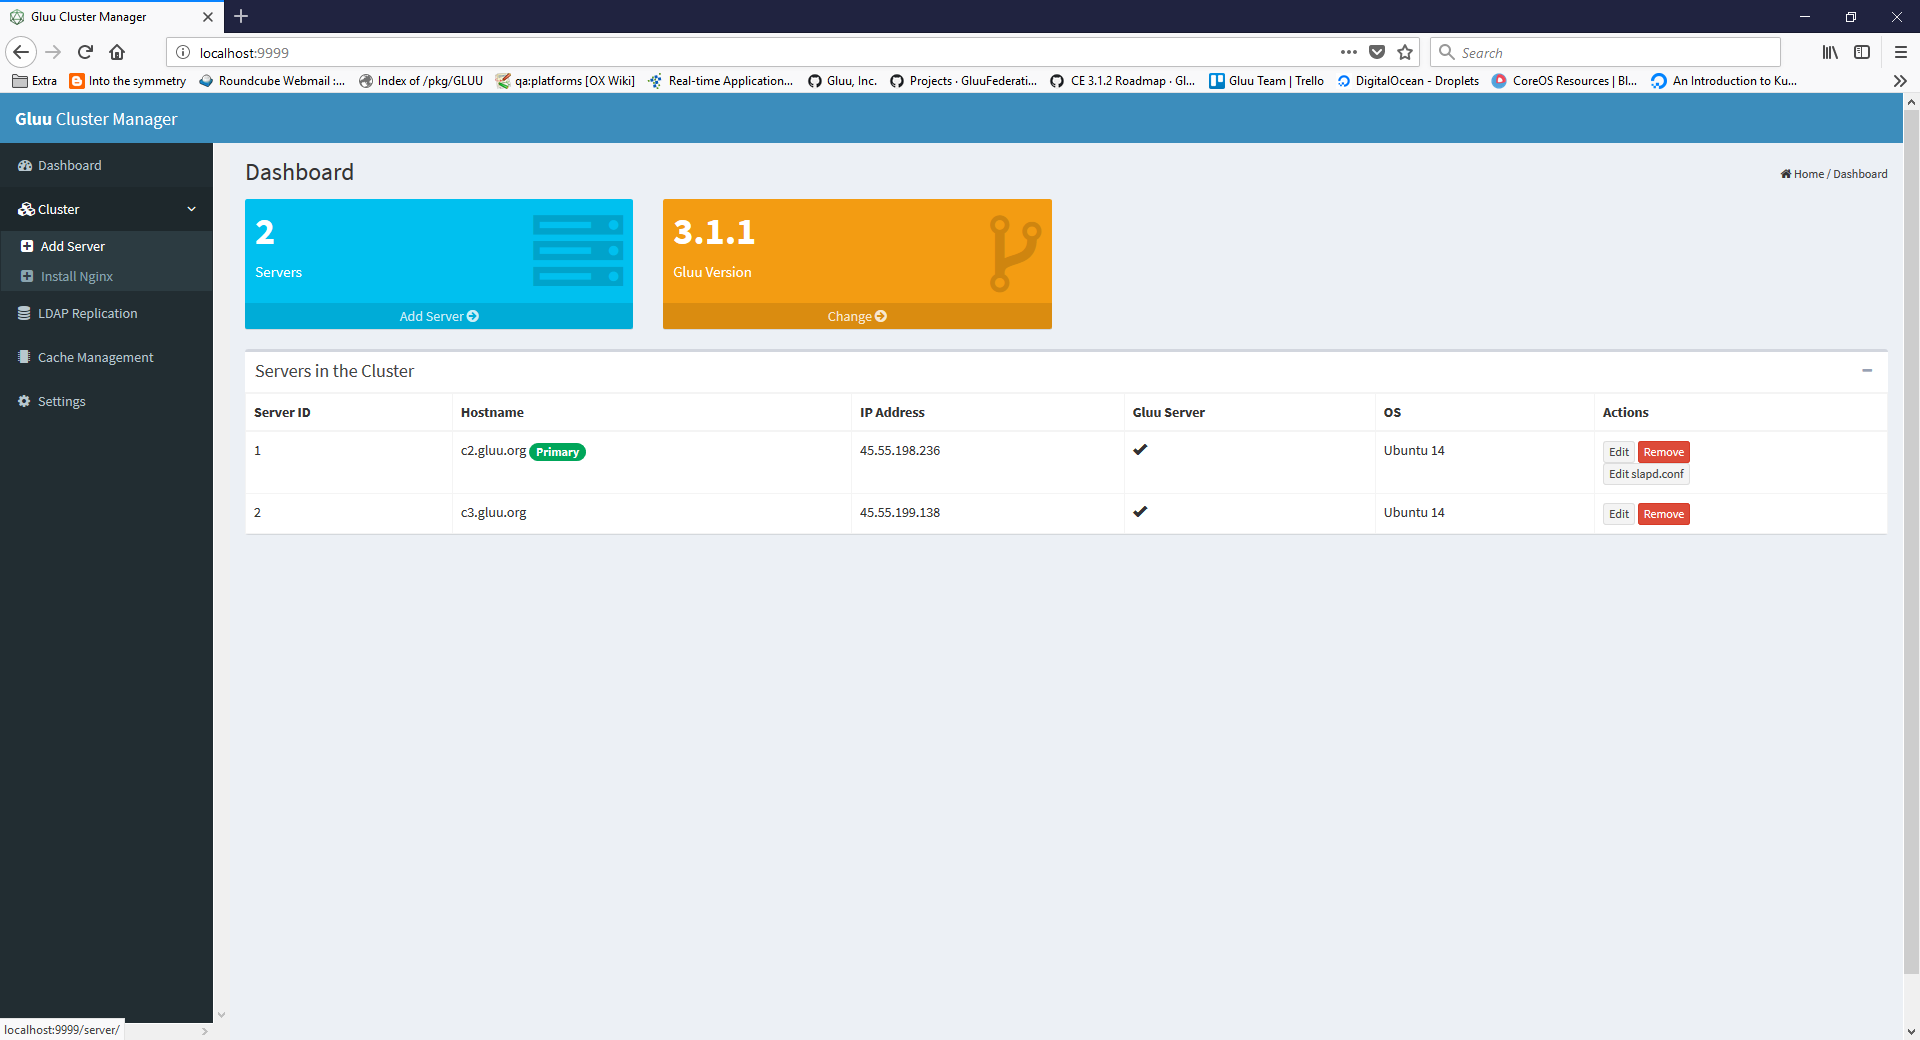 Gluu Cluster Manager
localhost:9999
Search
Extra
Into the symmetry
Roundcube Webmail :...
Index of /pkg/GLUU
qa:platforms [OX Wiki]
Real-time Application...
Gluu, Inc.
Projects · GluuFederati...
CE 3.1.2 Roadmap · Gl...
Gluu Team | Trello
DigitalOcean - Droplets
CoreOS Resources | Bl...
An Introduction to Ku...
Gluu Cluster Manager
Dashboard
Cluster
Add Server
Install Nginx
LDAP Replication
Cache Management
Settings
Dashboard
Home / Dashboard
2
Servers
Add Server
3.1.1
Gluu Version
Change
Servers in the Cluster
Server ID Hostname IP Address Gluu Server OS Actions
1 c2.gluu.org Primary 45.55.198.236 Ubuntu 14 Edit Remove
Edit slapd.conf
2 c3.gluu.org 45.55.199.138 Ubuntu 14 Edit Remove
localhost:9999/server/